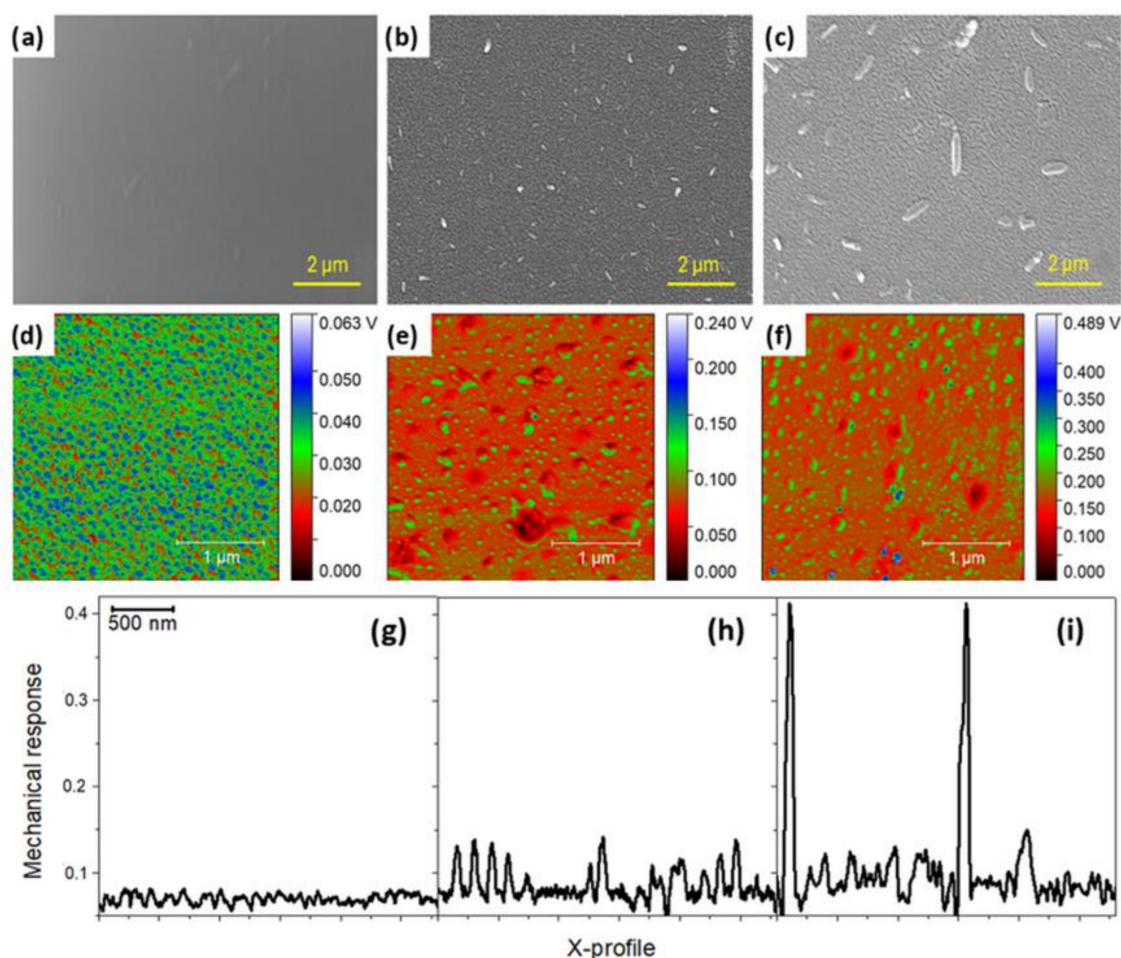 (a)
(b)
(c)
2 µm
2 µm
2 µm
(d)
0.063 V
0.050
0.040
0.030
0.020
0.000
1 µm
(e)
0.240 V
0.200
0.150
0.100
0.050
0.000
1 µm
(f)
0.489 V
0.400
0.350
0.300
0.250
0.200
0.150
0.100
0.000
1 µm
0.4
0.3
0.2
0.1
Mechanical response
500 nm
(g)
(h)
(i)
X-profile